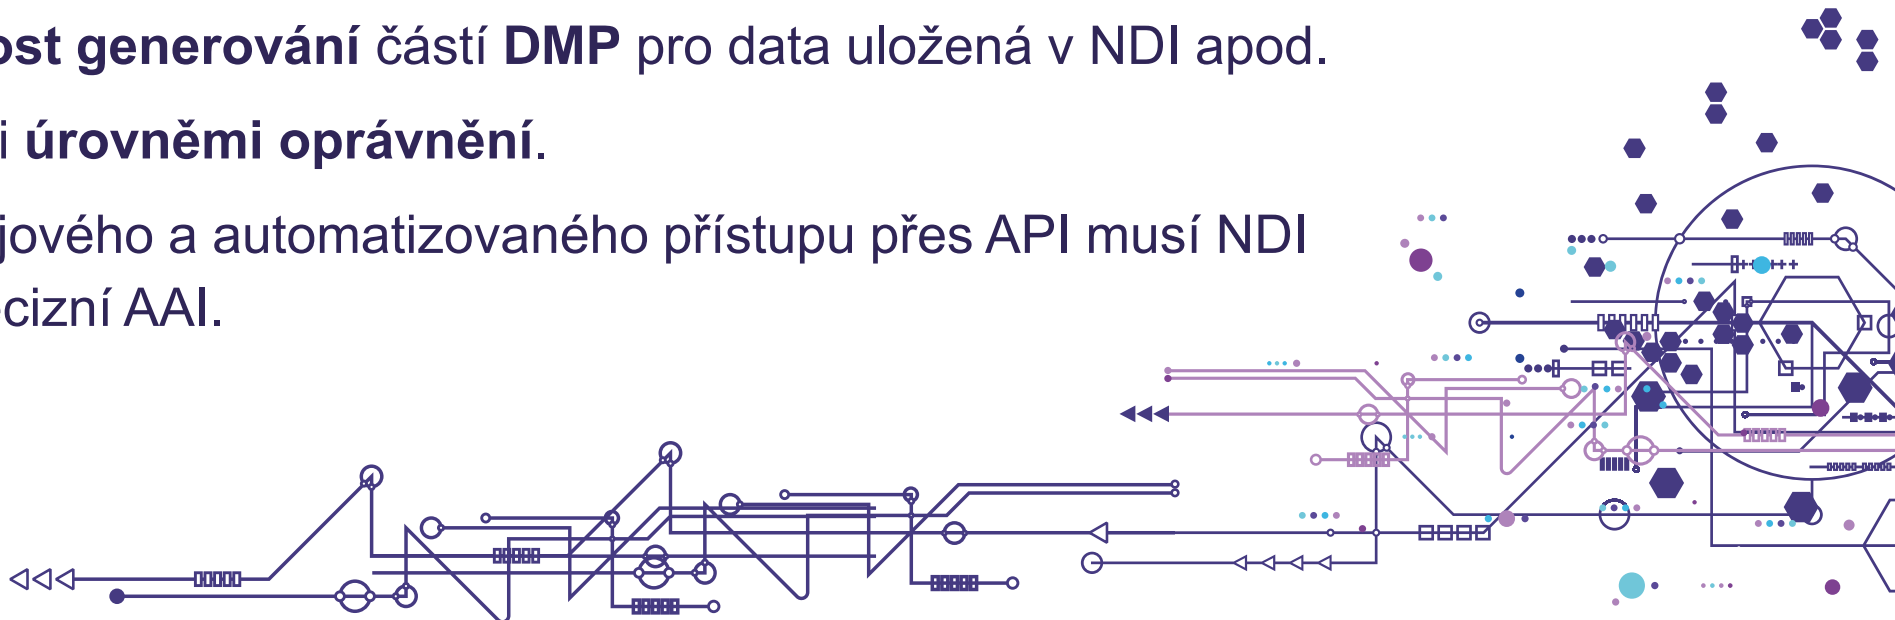 ost generování částí DMP pro data uložená v NDI apod.
i úrovněmi oprávnění.
jového a automatizovaného přístupu přes API musí NDI
cizní AAI.